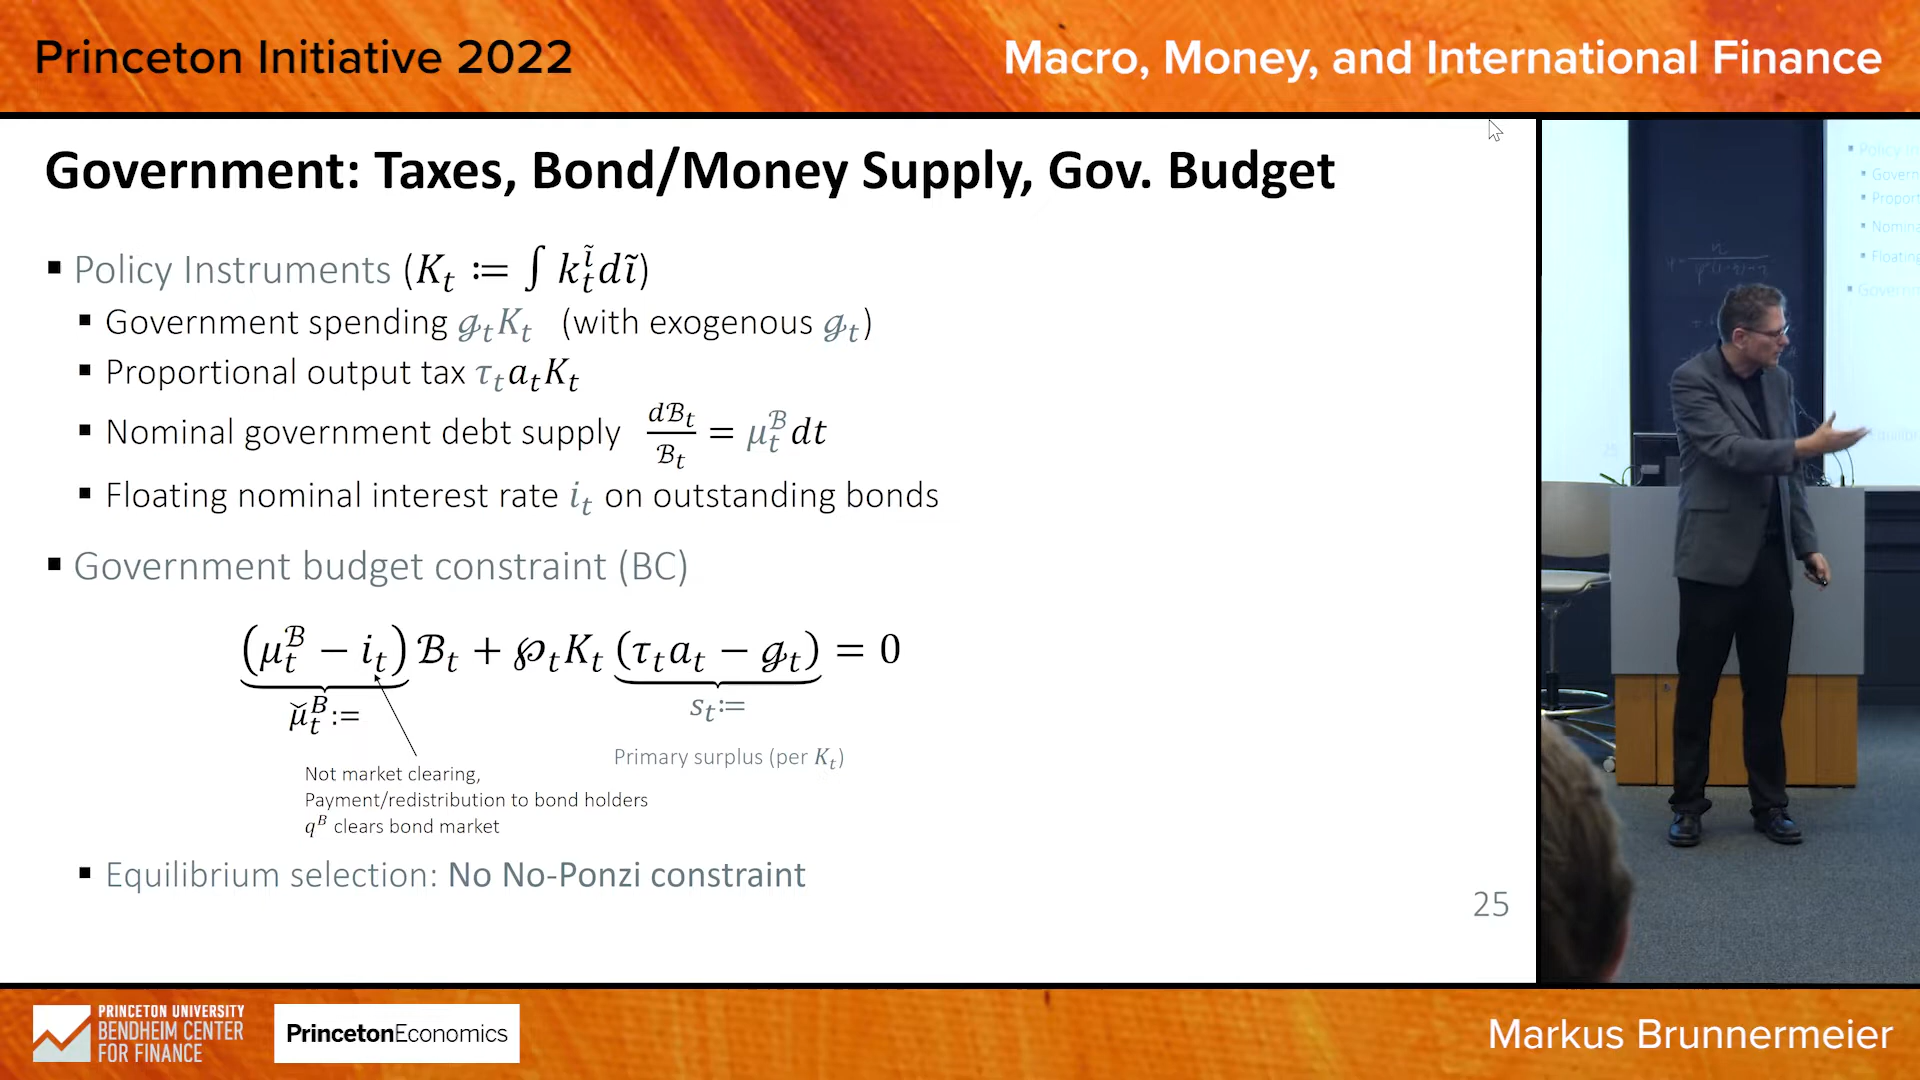 Princeton Initiative 2022
Macro, Money, and International Finance
Government: Taxes, Bond/Money Supply, Gov. Budget
▪ Policy Instruments (K_t := ∫ k_t^ĩ dĩ)
▪ Government spending ℊ_t K_t (with exogenous ℊ_t)
▪ Proportional output tax τ_t a_t K_t
▪ Nominal government debt supply dℬ_t/ℬ_t = μ_t^ℬ dt
▪ Floating nominal interest rate i_t on outstanding bonds
▪ Government budget constraint (BC)
(μ_t^ℬ − i_t) ℬ_t + ℘_t K_t (τ_t a_t − ℊ_t) = 0
μ̆_t^B :=
s_t :=
Primary surplus (per K_t)
Not market clearing,
Payment/redistribution to bond holders
q^B clears bond market
▪ Equilibrium selection: No No-Ponzi constraint
25
PRINCETON UNIVERSITY
BENDHEIM CENTER
FOR FINANCE
PrincetonEconomics
Markus Brunnermeier